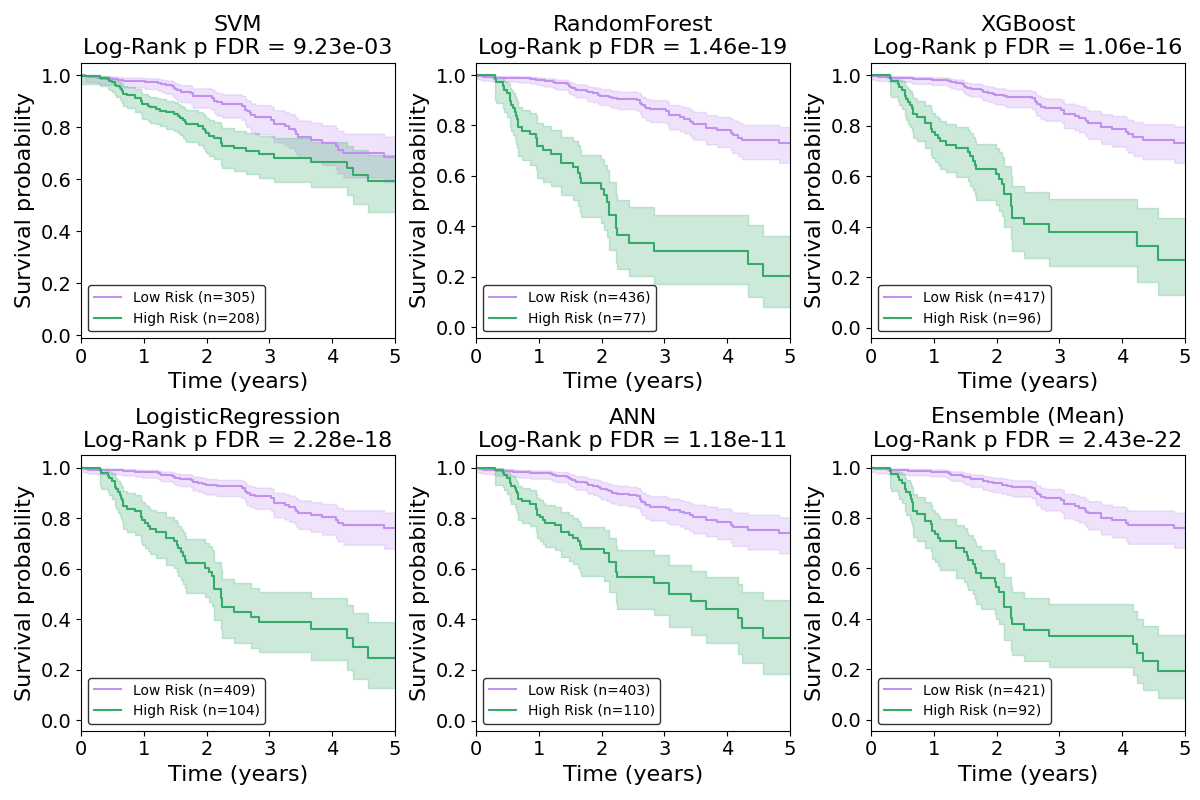 SVM
Log-Rank p FDR = 9.23e-03
Survival probability
1.0
0.8
0.6
0.4
0.2
0.0
Low Risk (n=305)
High Risk (n=208)
0 1 2 3 4 5
Time (years)
RandomForest
Log-Rank p FDR = 1.46e-19
Survival probability
1.0
0.8
0.6
0.4
0.2
0.0
Low Risk (n=436)
High Risk (n=77)
0 1 2 3 4 5
Time (years)
XGBoost
Log-Rank p FDR = 1.06e-16
Survival probability
1.0
0.8
0.6
0.4
0.2
0.0
Low Risk (n=417)
High Risk (n=96)
0 1 2 3 4 5
Time (years)
LogisticRegression
Log-Rank p FDR = 2.28e-18
Survival probability
1.0
0.8
0.6
0.4
0.2
0.0
Low Risk (n=409)
High Risk (n=104)
0 1 2 3 4 5
Time (years)
ANN
Log-Rank p FDR = 1.18e-11
Survival probability
1.0
0.8
0.6
0.4
0.2
0.0
Low Risk (n=403)
High Risk (n=110)
0 1 2 3 4 5
Time (years)
Ensemble (Mean)
Log-Rank p FDR = 2.43e-22
Survival probability
1.0
0.8
0.6
0.4
0.2
0.0
Low Risk (n=421)
High Risk (n=92)
0 1 2 3 4 5
Time (years)